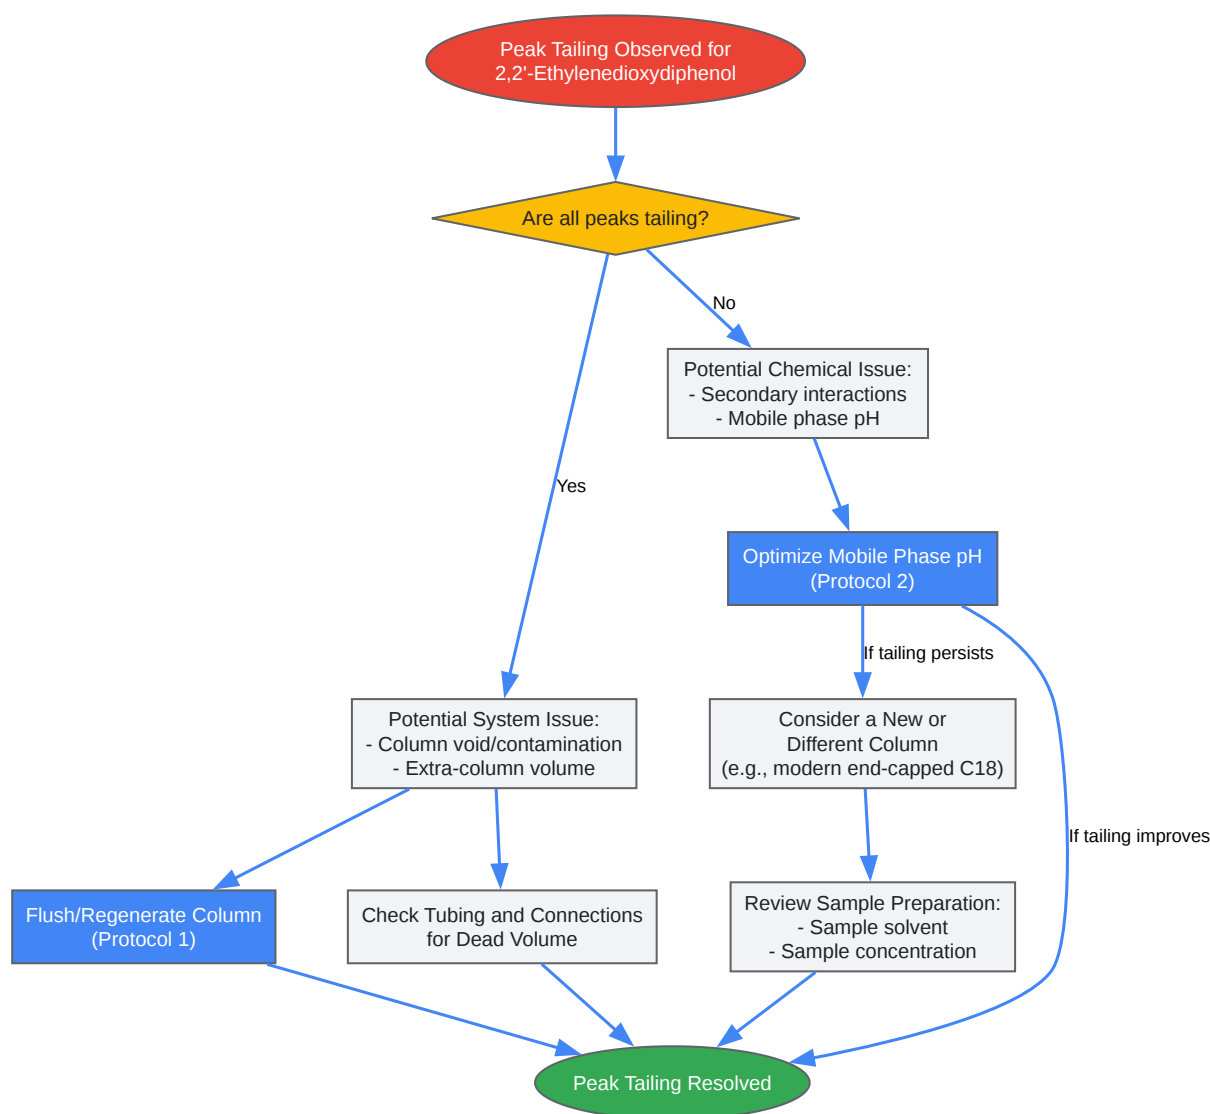 Peak Tailing Observed for
2,2'-Ethylenedioxydiphenol
Are all peaks tailing?
No
Potential Chemical Issue:
- Secondary interactions
- Mobile phase pH
Yes
Optimize Mobile Phase pH
(Protocol 2)
If tailing persists
Potential System Issue:
- Column void/contamination
- Extra-column volume
Consider a New or
Different Column
(e.g., modern end-capped C18)
If tailing improves
Flush/Regenerate Column
(Protocol 1)
Check Tubing and Connections
for Dead Volume
Review Sample Preparation:
- Sample solvent
- Sample concentration
Peak Tailing Resolved